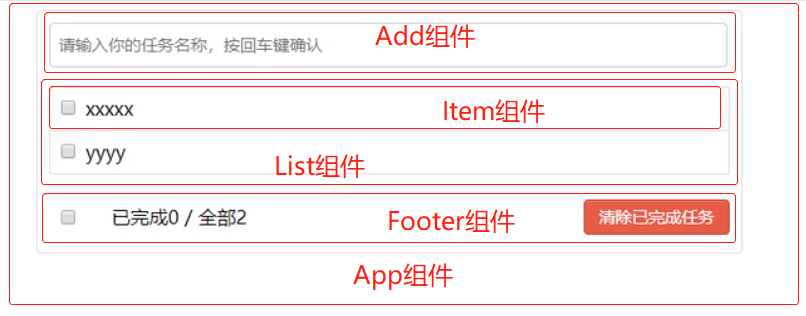 请输入你的任务名称，按回车键确认
Add组件
xxxxx
Item组件
yyyy
List组件
已完成0 / 全部2
Footer组件
清除已完成任务
App组件